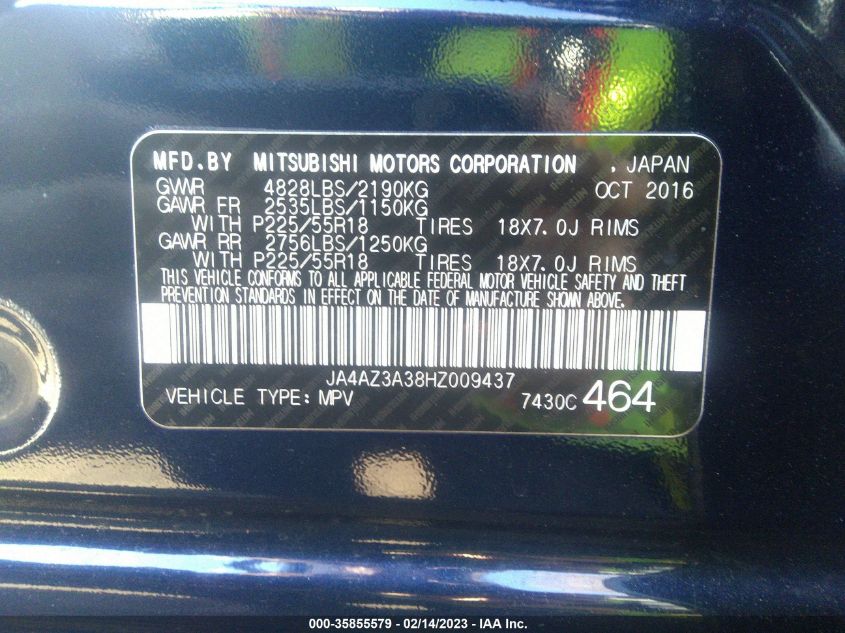 MFD.BY MITSUBISHI MOTORS CORPORATION , JAPAN
GVWR 4828LBS/2190KG OCT 2016
GAWR FR 2535LBS/1150KG
WITH P225/55R18 TIRES 18X7.0J RIMS
GAWR RR 2756LBS/1250KG
WITH P225/55R18 TIRES 18X7.0J RIMS
THIS VEHICLE CONFORMS TO ALL APPLICABLE FEDERAL MOTOR VEHICLE SAFETY AND THEFT
PREVENTION STANDARDS IN EFFECT ON THE DATE OF MANUFACTURE SHOWN ABOVE.
JA4AZ3A38HZ009437
VEHICLE TYPE: MPV 7430C 464
000-35855579 — 02/14/2023 — IAA Inc.